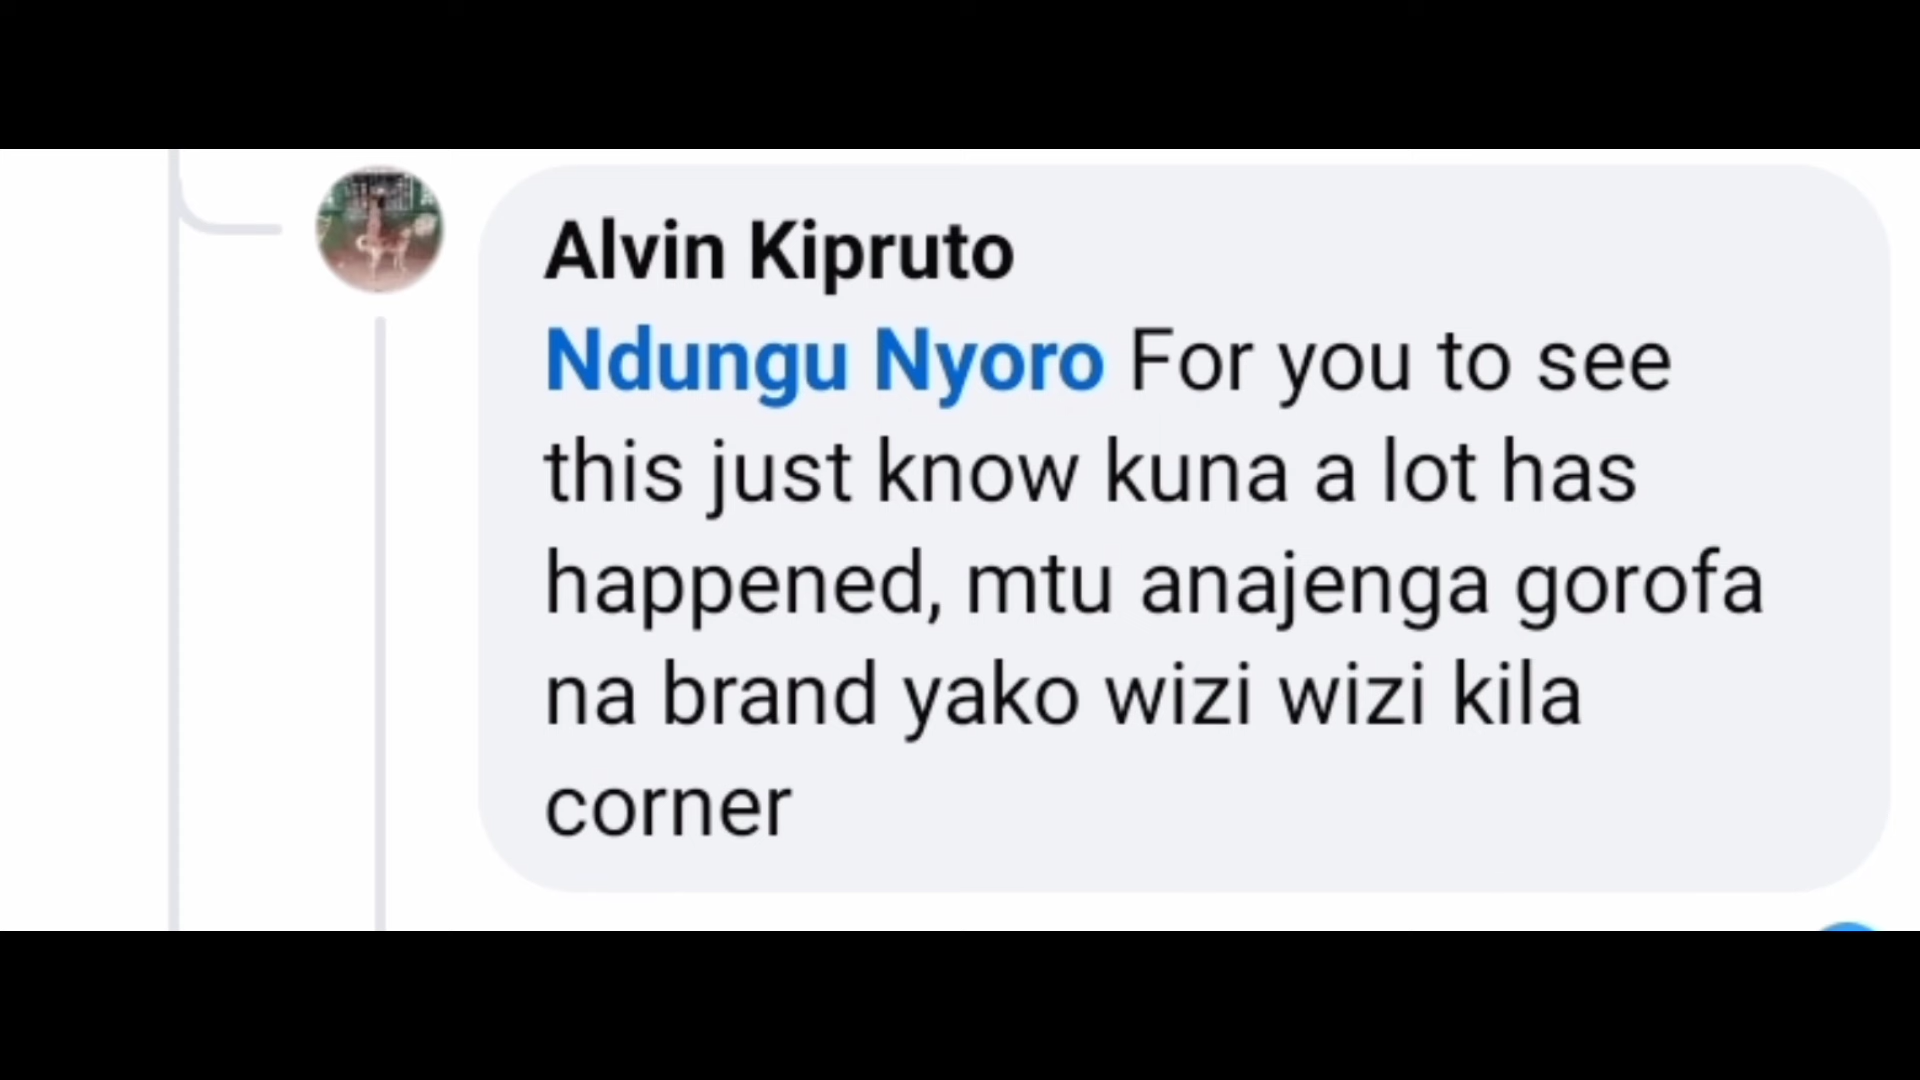 Alvin Kipruto
Ndungu Nyoro For you to see
this just know kuna a lot has
happened, mtu anajenga gorofa
na brand yako wizi wizi kila
corner